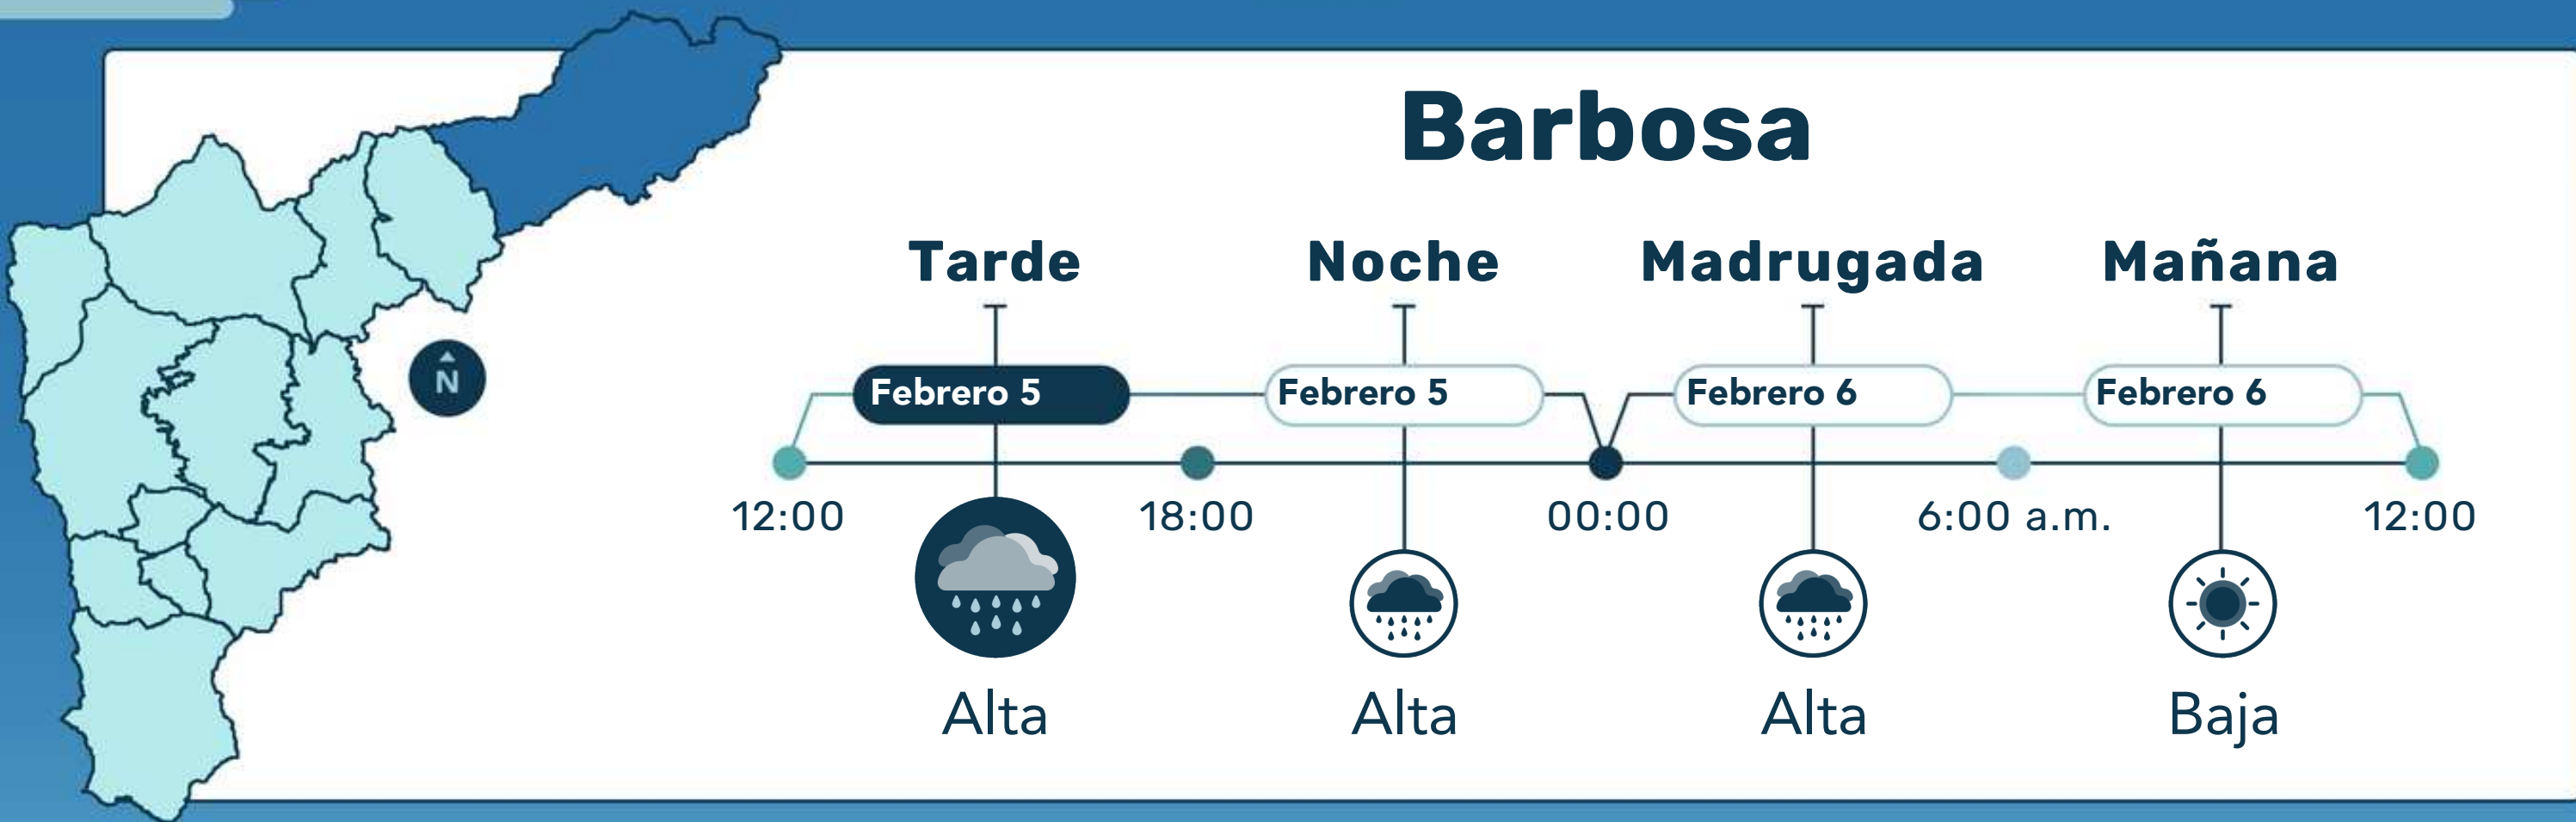 Barbosa
Tarde Noche Madrugada Mañana
Febrero 5 Febrero 5 Febrero 6 Febrero 6
N
12:00 18:00 00:00 6:00 a.m. 12:00
Alta Alta Alta Baja